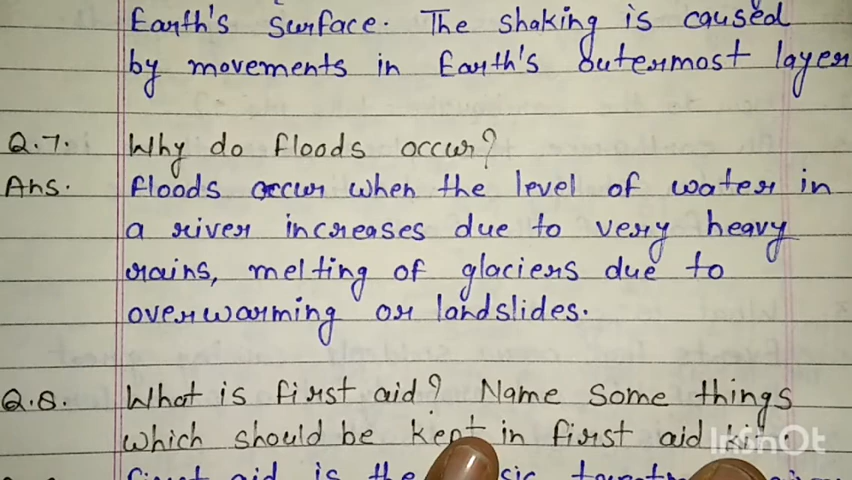 Earth's surface. The shaking is caused
by movements in Earth's outermost layer
Q.7. Why do floods occur?
Ans. floods occur when the level of water in
a river increases due to very heavy
rains, melting of glaciers due to
overwarming or landslides.
Q.8. What is first aid? Name some things
which should be kept in first aid kit.
InShOt
first aid is the